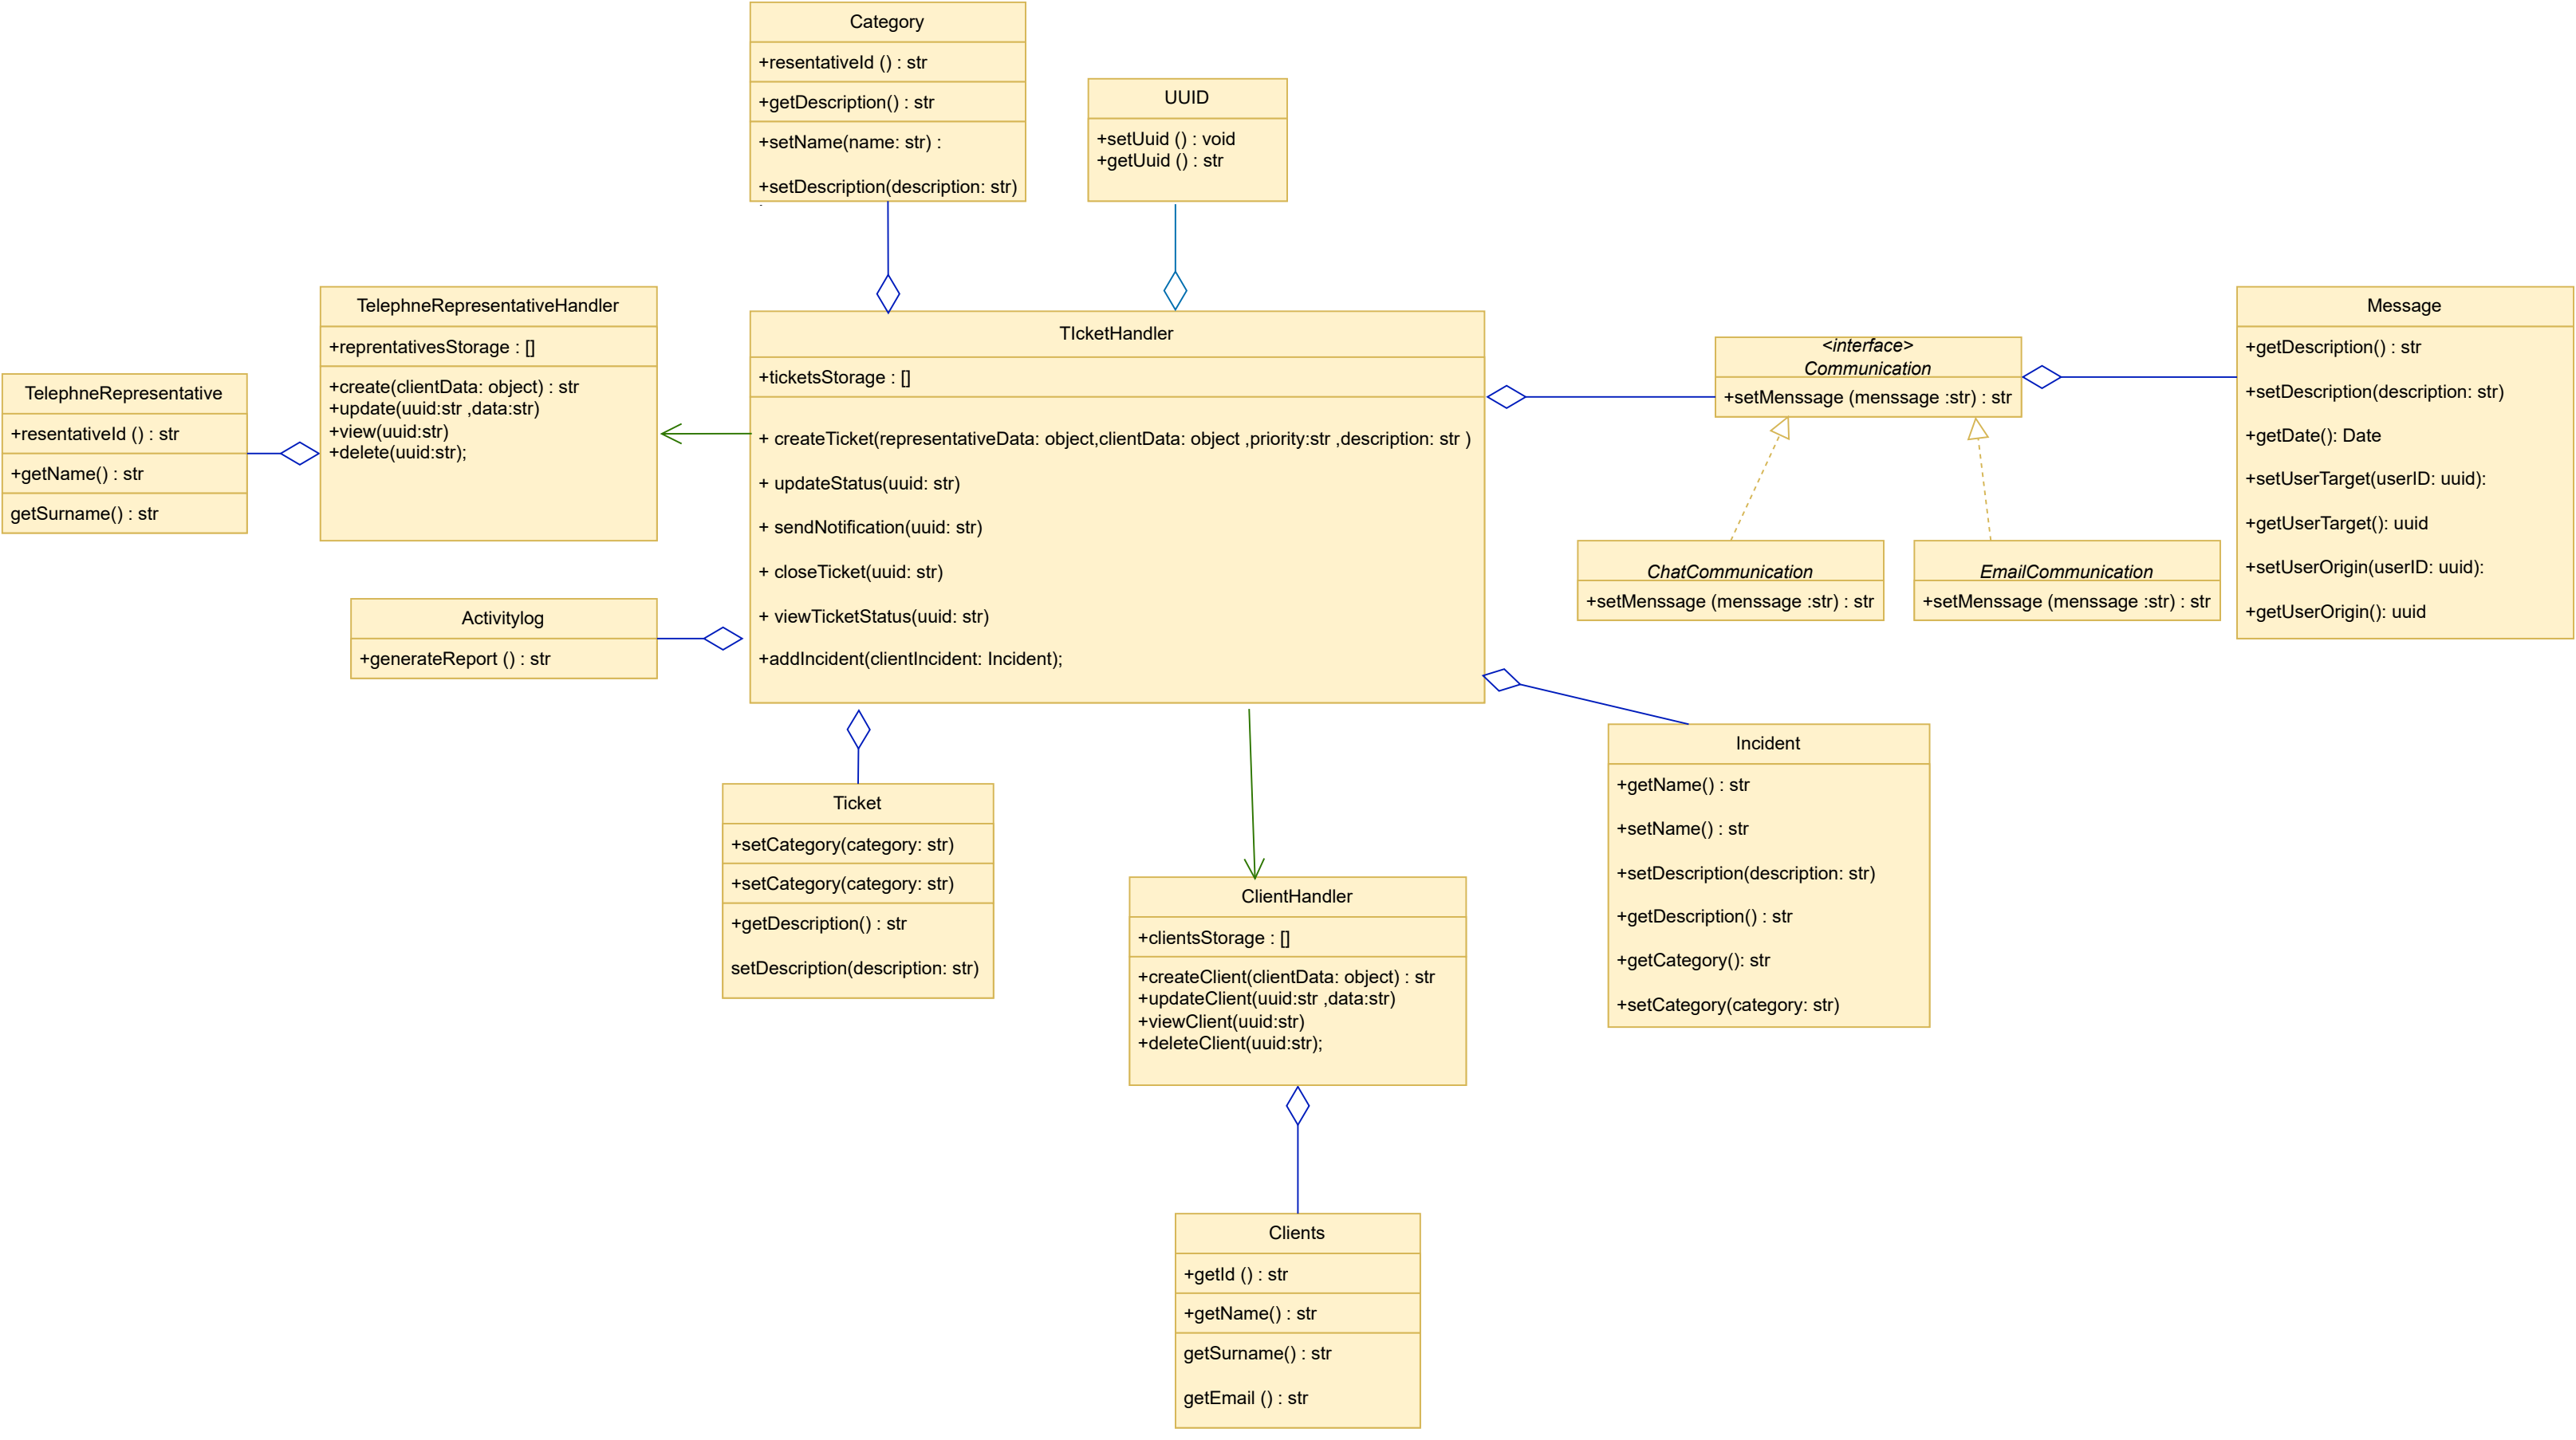 Category
+resentativeId () : str
+getDescription() : str
+setName(name: str) :
+setDescription(description: str)
UUID
+setUuid () : void
+getUuid () : str
TelephneRepresentativeHandler
+reprentativesStorage : []
+create(clientData: object) : str
+update(uuid:str ,data:str)
+view(uuid:str)
+delete(uuid:str);
TelephneRepresentative
+resentativeId () : str
+getName() : str
getSurname() : str
TIcketHandler
+ticketsStorage : []
+ createTicket(representativeData: object,clientData: object ,priority:str ,description: str )
+ updateStatus(uuid: str)
+ sendNotification(uuid: str)
+ closeTicket(uuid: str)
+ viewTicketStatus(uuid: str)
+addIncident(clientIncident: Incident);
<interface>
Communication
+setMenssage (menssage :str) : str
Message
+getDescription() : str
+setDescription(description: str)
+getDate(): Date
+setUserTarget(userID: uuid):
+getUserTarget(): uuid
+setUserOrigin(userID: uuid):
+getUserOrigin(): uuid
ChatCommunication
+setMenssage (menssage :str) : str
EmailCommunication
+setMenssage (menssage :str) : str
Activitylog
+generateReport () : str
Ticket
+setCategory(category: str)
+setCategory(category: str)
+getDescription() : str
setDescription(description: str)
Incident
+getName() : str
+setName() : str
+setDescription(description: str)
+getDescription() : str
+getCategory(): str
+setCategory(category: str)
ClientHandler
+clientsStorage : []
+createClient(clientData: object) : str
+updateClient(uuid:str ,data:str)
+viewClient(uuid:str)
+deleteClient(uuid:str);
Clients
+getId () : str
+getName() : str
getSurname() : str
getEmail () : str